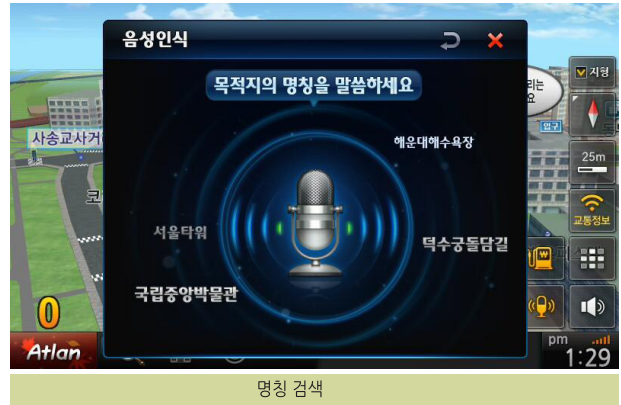 음성인식
목적지의 명칭을 말씀하세요
지형
입구
사송교사거
해운대해수욕장
25m
교통정보
서울타워
덕수궁돌담길
국립중앙박물관
0
Atlan
pm
1:29
명칭 검색